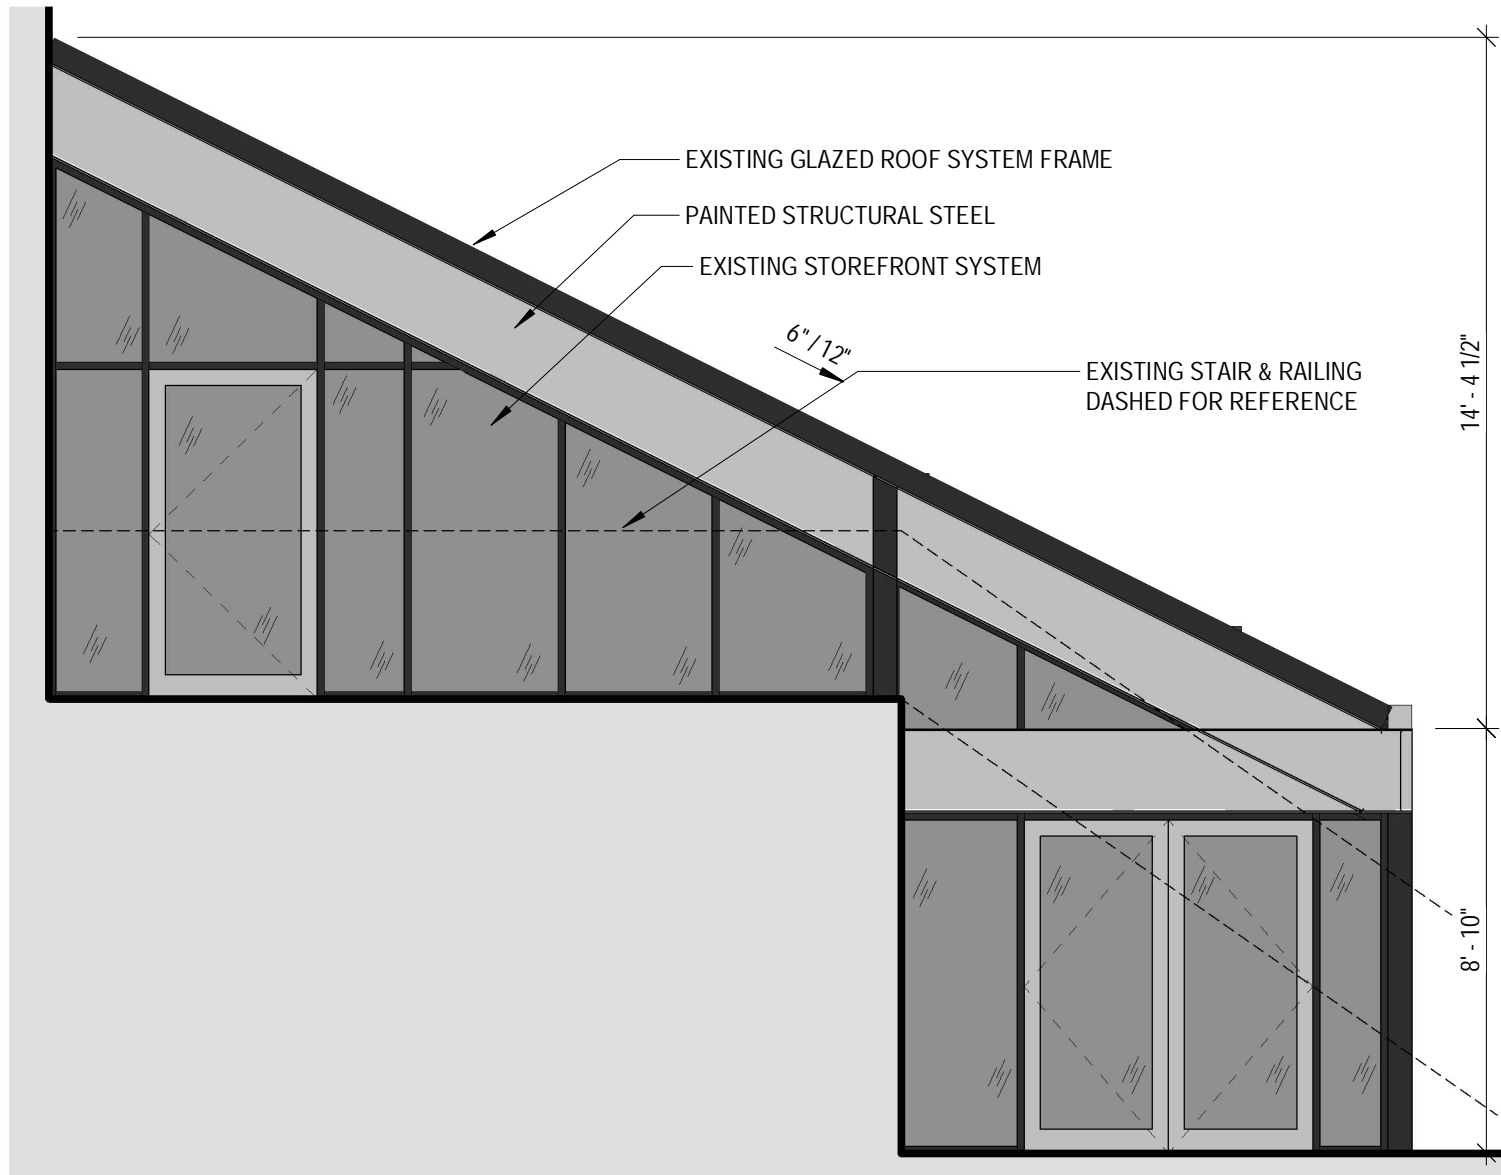 EXISTING GLAZED ROOF SYSTEM FRAME
PAINTED STRUCTURAL STEEL
EXISTING STOREFRONT SYSTEM
6" / 12"
EXISTING STAIR & RAILING
DASHED FOR REFERENCE
14' - 4 1/2"
8' - 10"